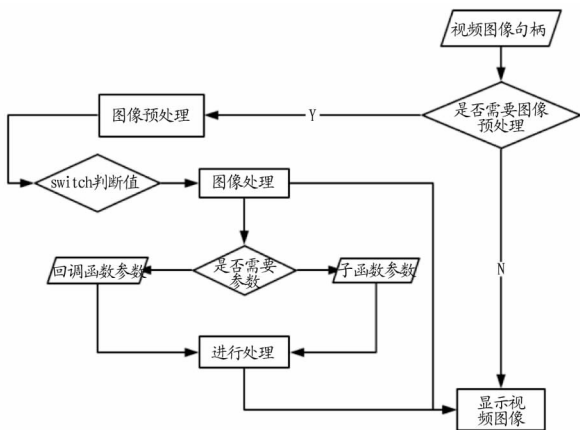 视频图像句柄
是否需要图像
预处理
Y
图像预处理
switch判断值
图像处理
回调函数参数
是否需要
参数
子函数参数
N
进行处理
显示视
频图像